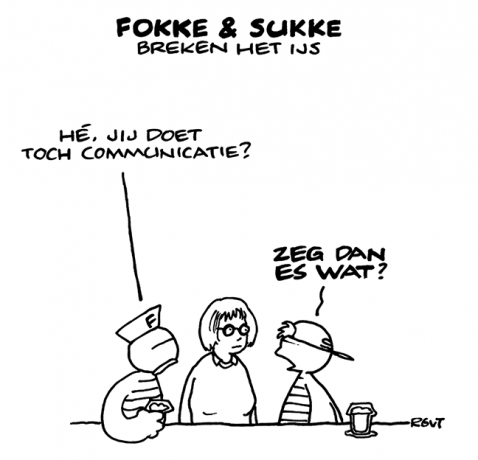 FOKKE & SUKKE
BREKEN HET IJS
HÉ, JIJ DOET
TOCH COMMUNICATIE?
ZEG DAN
ES WAT?
F
RGVT